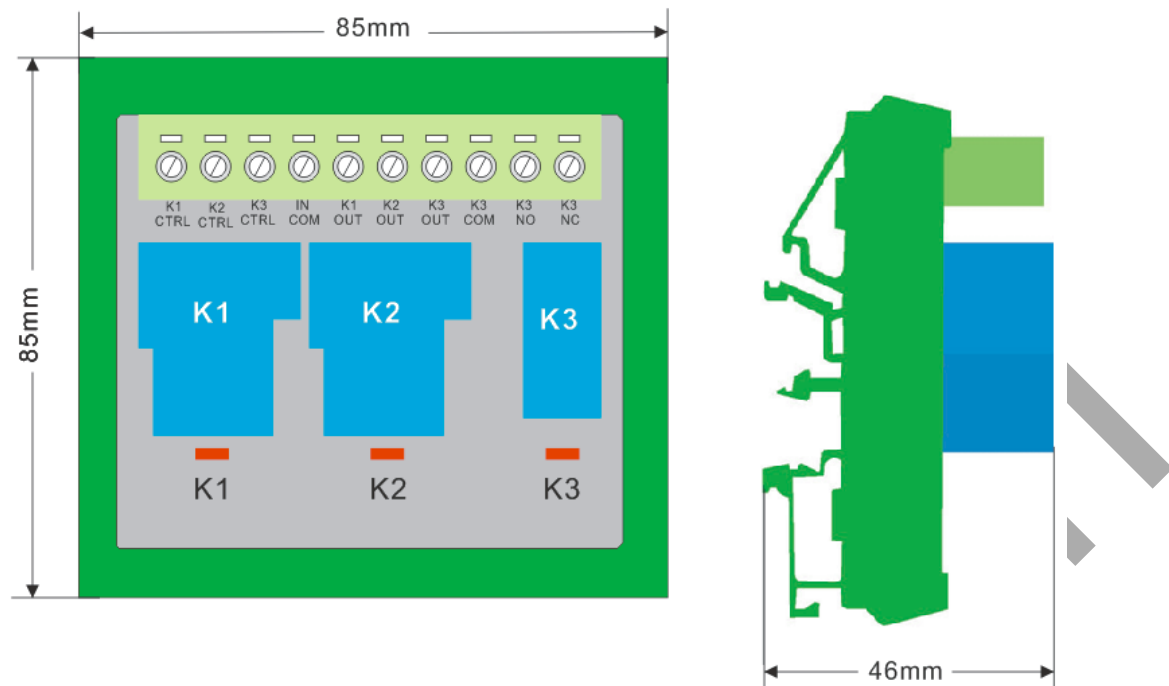 85mm
85mm
K1 CTRL
K2 CTRL
K3 CTRL
IN COM
K1 OUT
K2 OUT
K3 OUT
K3 COM
K3 NO
K3 NC
K1
K2
K3
K1
K2
K3
46mm